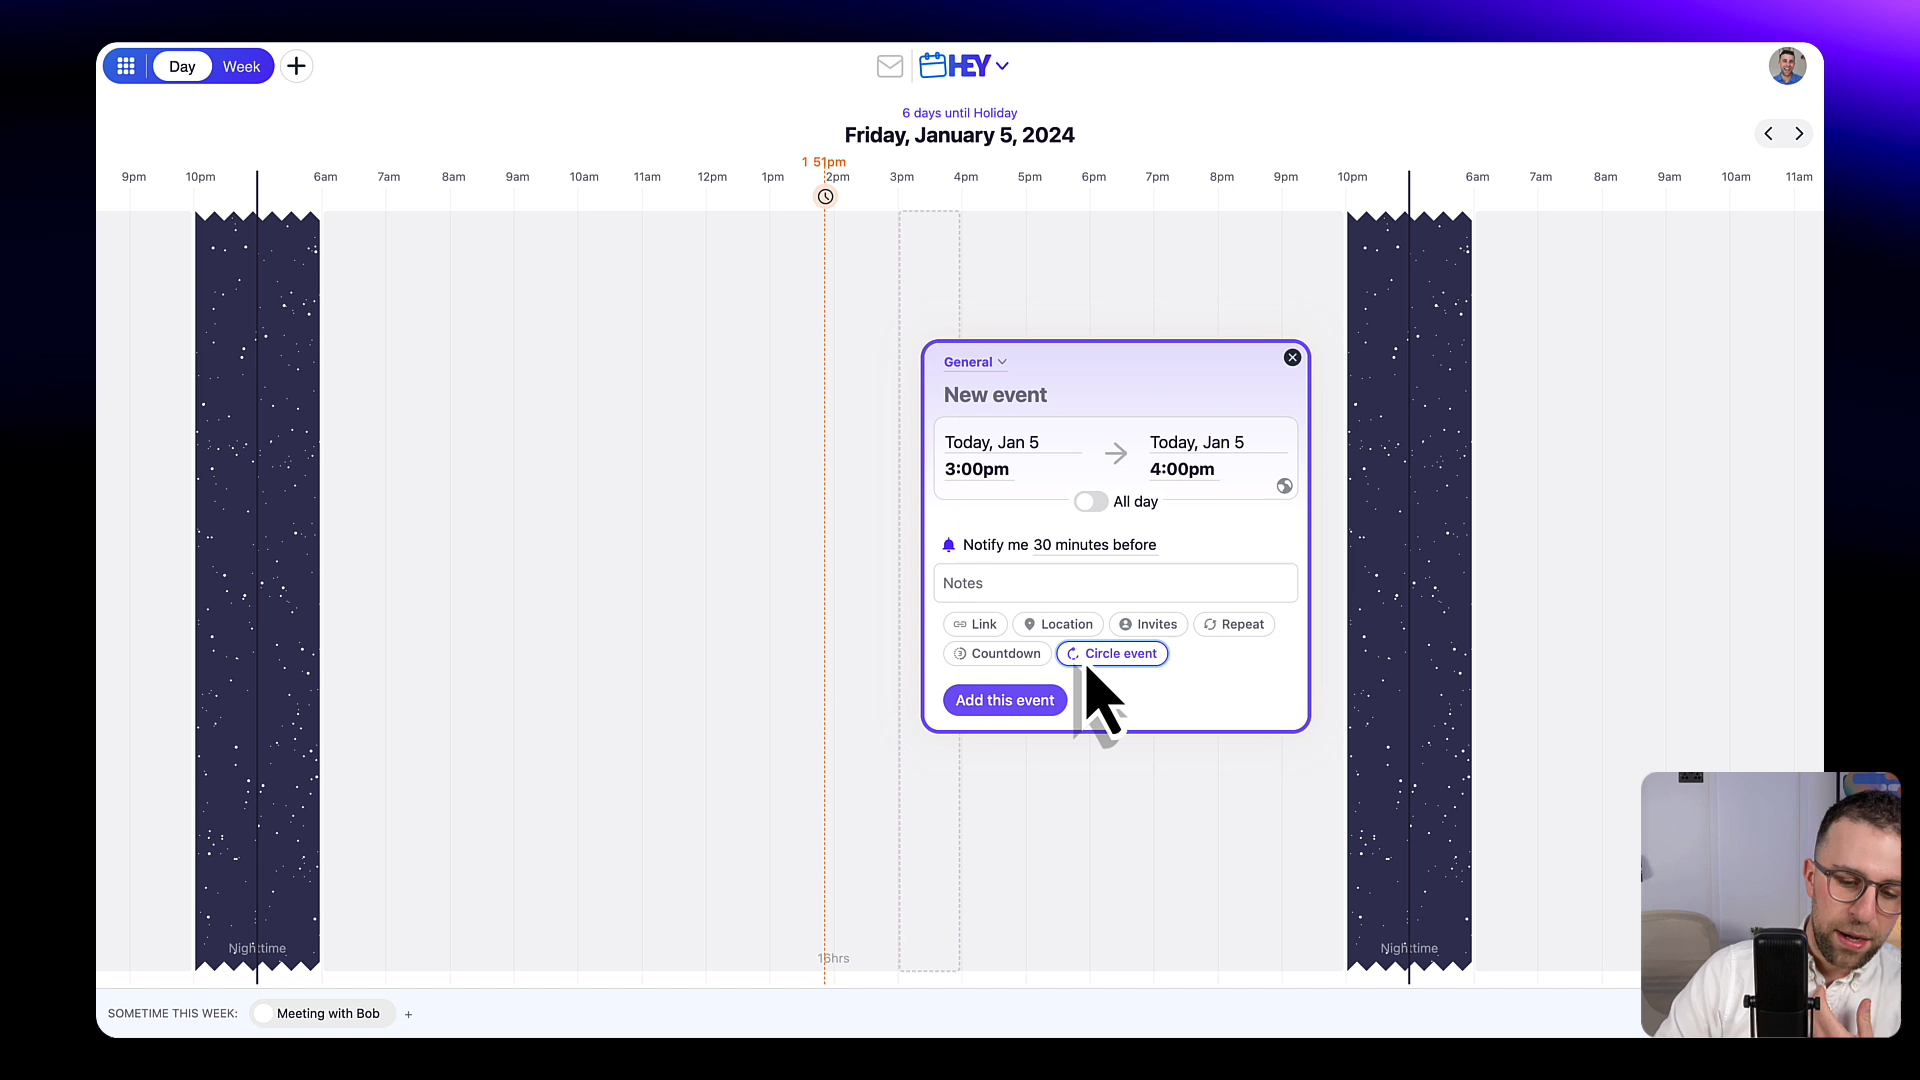 Day Week
HEY
6 days until Holiday
Friday, January 5, 2024
1 51pm
9pm 10pm 6am 7am 8am 9am 10am 11am 12pm 1pm 2pm 3pm 4pm 5pm 6pm 7pm 8pm 9pm 10pm 6am 7am 8am 9am 10am 11am
General
New event
Today, Jan 5 Today, Jan 5
3:00pm 4:00pm
All day
Notify me 30 minutes before
Notes
Link Location Invites Repeat
3 Countdown Circle event
Add this event
Nighttime Nighttime
16hrs
SOMETIME THIS WEEK: Meeting with Bob +